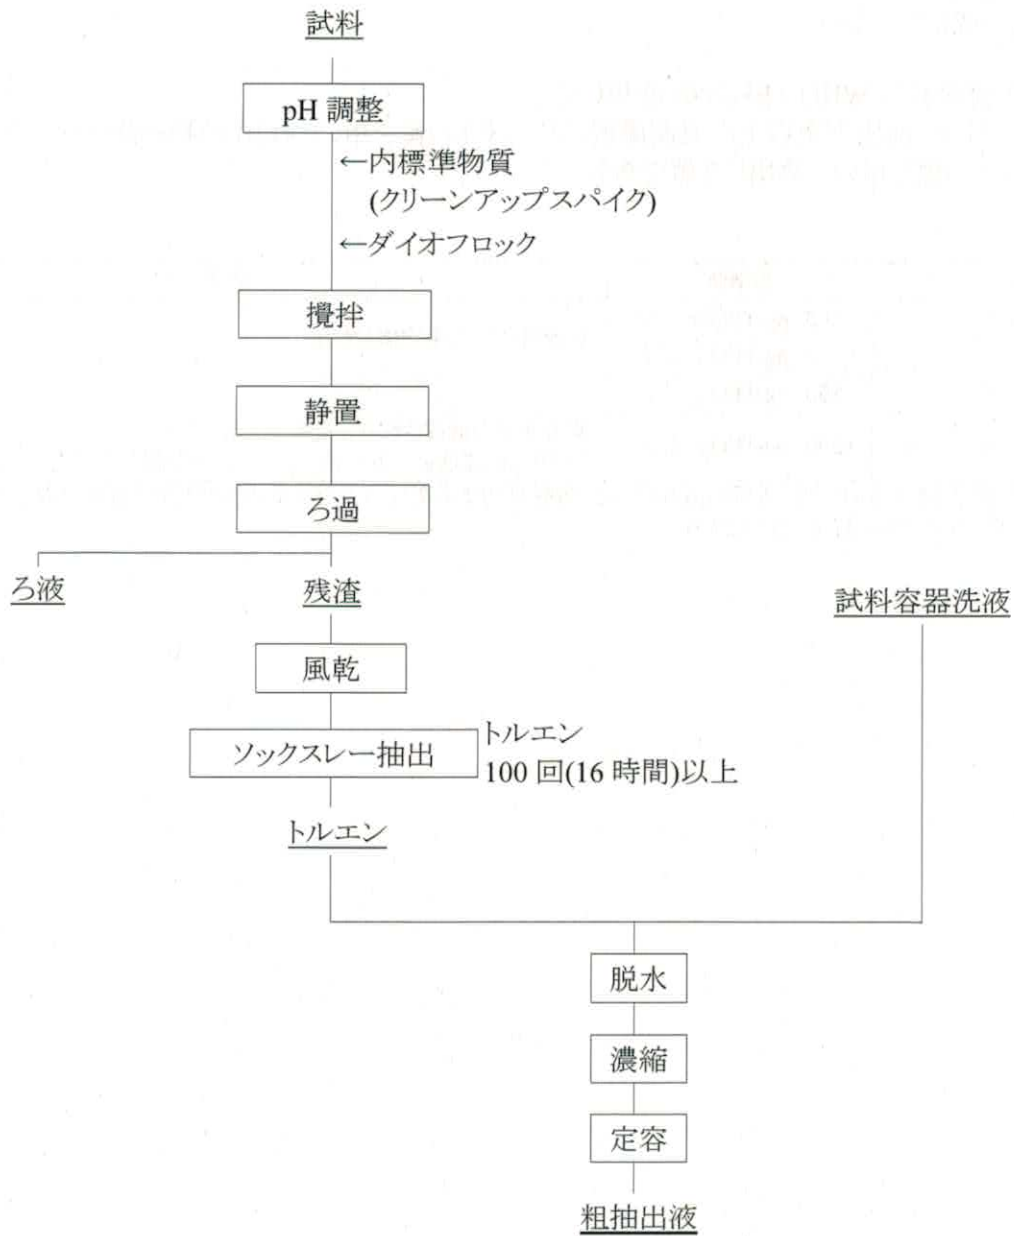 試料
pH 調整
←内標準物質
(クリーンアップスパイク)
←ダイオフロック
攪拌
静置
ろ過
ろ液
残渣
試料容器洗液
風乾
ソックスレー抽出
トルエン
100 回(16 時間)以上
トルエン
脱水
濃縮
定容
粗抽出液